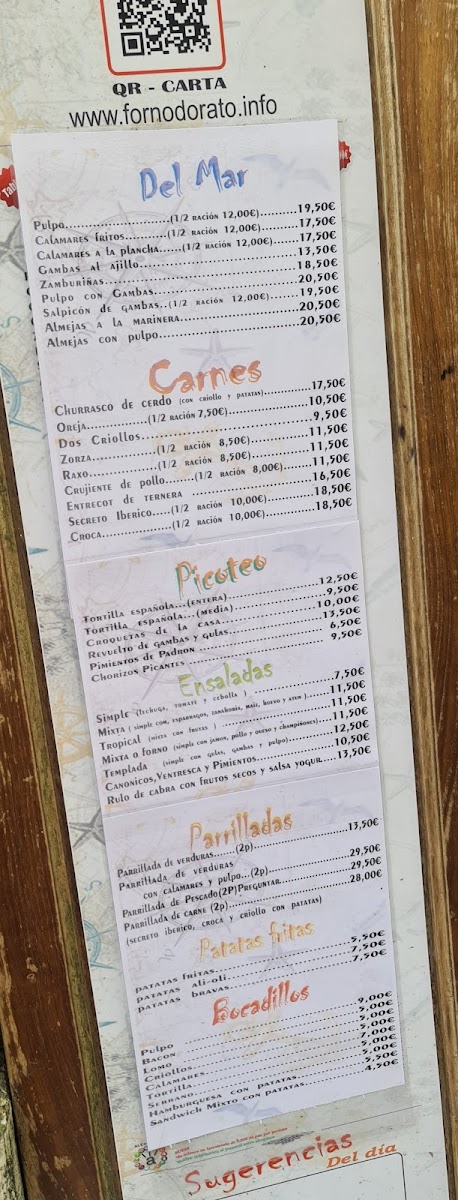 QR - CARTA
www.fornodorato.info
Del Mar
Pulpo...........................(1/2 ración 12,00€)..........19,50€
Calamares fritos...........(1/2 ración 12,00€)..........17,50€
Calamares a la plancha......(1/2 ración 12,00€)........17,50€
Gambas al Ajillo........................................13,50€
Zamburiñas..................................................18,50€
Pulpo con Gambas.....................................20,50€
Salpicón de gambas..(1/2 ración 12,00€)........19,50€
Almejas a la marinera...............................20,50€
Almejas con pulpo....................................20,50€
Carnes
Churrasco de cerdo (con criollo y patatas)............17,50€
Oreja...............(1/2 ración 7,50€)....................10,50€
Dos Criollos............................................9,50€
Zorza.................(1/2 ración 8,50€)...............11,50€
Raxo..................(1/2 ración 8,50€)...............11,50€
Crujiente de pollo.......(1/2 ración 8,00€)........11,50€
Entrecot de ternera ...............................16,50€
Secreto Iberico.....(1/2 ración 10,00€)..........18,50€
Croca..................(1/2 ración 10,00€)..........18,50€
Picoteo
Tortilla española...(entera)........................12,50€
Tortilla española...(media)........................9,50€
Croquetas de la casa...............................10,00€
Revuelto de gambas y gulas.....................13,50€
Pimientos de Padron ...............................6,50€
Chorizos Picantes ....................................9,50€
Ensaladas
Simple (lechuga, tomate y cebolla ) ....................7,50€
Mixta ( simple con, esparragos, zanahoria, maiz, huevo y atun )......11,50€
Tropical (mixta con frutas )............................11,50€
Mixta o forno (simple con jamon, pollo y queso y champiñones).....11,50€
Templada (simple con gulas, gambas y pulpo)............12,50€
Canonicos,Ventresca y Pimientos.................10,50€
Rulo de cabra con frutos secos y salsa yogur....13,50€
Parrilladas
Parrillada de verduras.......(2p)...........................13,50€
Parrillada de verduras
con calamares y pulpo...(2p)....................29,50€
Parrillada de Pescado(2P)Preguntar.................29,50€
Parrillada de carne (2p)..............................28,00€
(secreto iberico, croca y criollo con patatas)
Patatas fritas
patatas fritas..................................5,50€
patatas ali-oli.................................7,50€
patatas bravas..................................7,50€
Bocadillos
Pulpo ..........................................9,00€
Bacon...........................................5,00€
Lomo............................................5,00€
Criollos........................................5,00€
Calamares.......................................7,00€
Tortilla........................................5,00€
Serrano.........................................5,00€
Hamburguesa con patatas.........................5,50€
Sandwich Mixto con patatas......................4,50€
Sugerencias
Del día